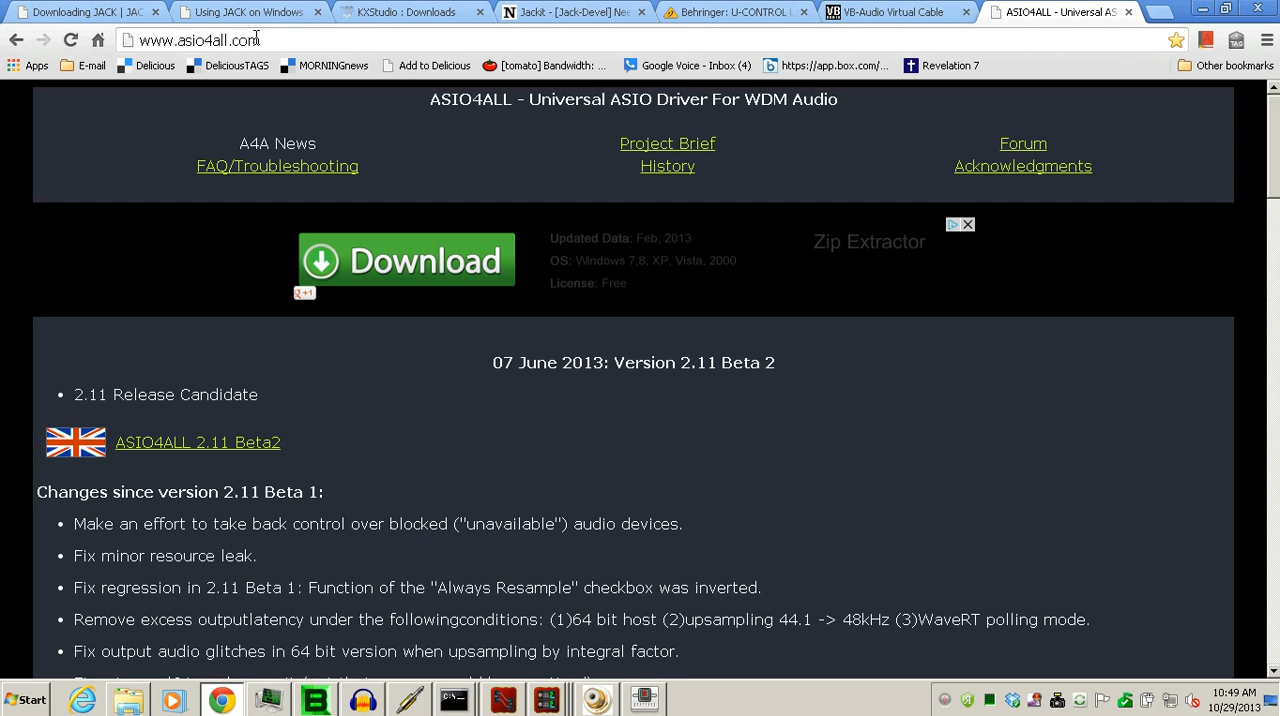 Downloading JACK | JAC
Using JACK on Windows
KXStudio : Downloads
Jackit - [Jack-Devel] Nee
Behringer: U-CONTROL U
VB-Audio Virtual Cable
ASIO4ALL - Universal AS
www.asio4all.com
Apps
E-mail
Delicious
DeliciousTAGS
MORNINGnews
Add to Delicious
[tomato] Bandwidth: ...
Google Voice - Inbox (4)
https://app.box.com/...
Revelation 7
Other bookmarks
ASIO4ALL - Universal ASIO Driver For WDM Audio
A4A News Project Brief Forum
FAQ/Troubleshooting History Acknowledgments
Download
Updated Data: Feb, 2013
OS: Windows 7,8, XP, Vista, 2000
License: Free
Zip Extractor
+1
07 June 2013: Version 2.11 Beta 2
• 2.11 Release Candidate
ASIO4ALL 2.11 Beta2
Changes since version 2.11 Beta 1:
• Make an effort to take back control over blocked ("unavailable") audio devices.
• Fix minor resource leak.
• Fix regression in 2.11 Beta 1: Function of the "Always Resample" checkbox was inverted.
• Remove excess outputlatency under the followingconditions: (1)64 bit host (2)upsampling 44.1 -> 48kHz (3)WaveRT polling mode.
• Fix output audio glitches in 64 bit version when upsampling by integral factor.
Start
10:49 AM
10/29/2013